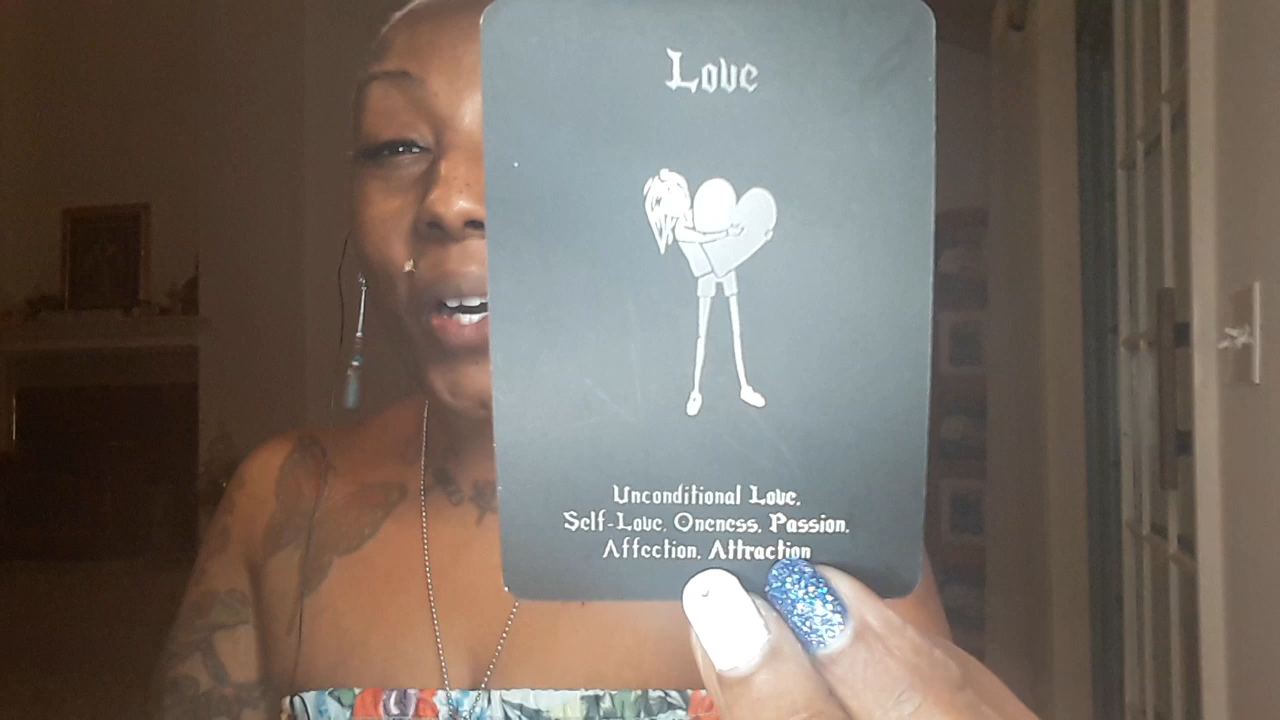 Love
Unconditional Love,
Self-Love, Oneness, Passion,
Affection, Attraction